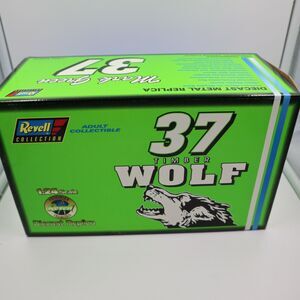 Mark Green
37
DIECAST METAL REPLICA
Revell
COLLECTION
ADULT
COLLECTIBLE
37
TIMBER
WOLF
1:24 Scale